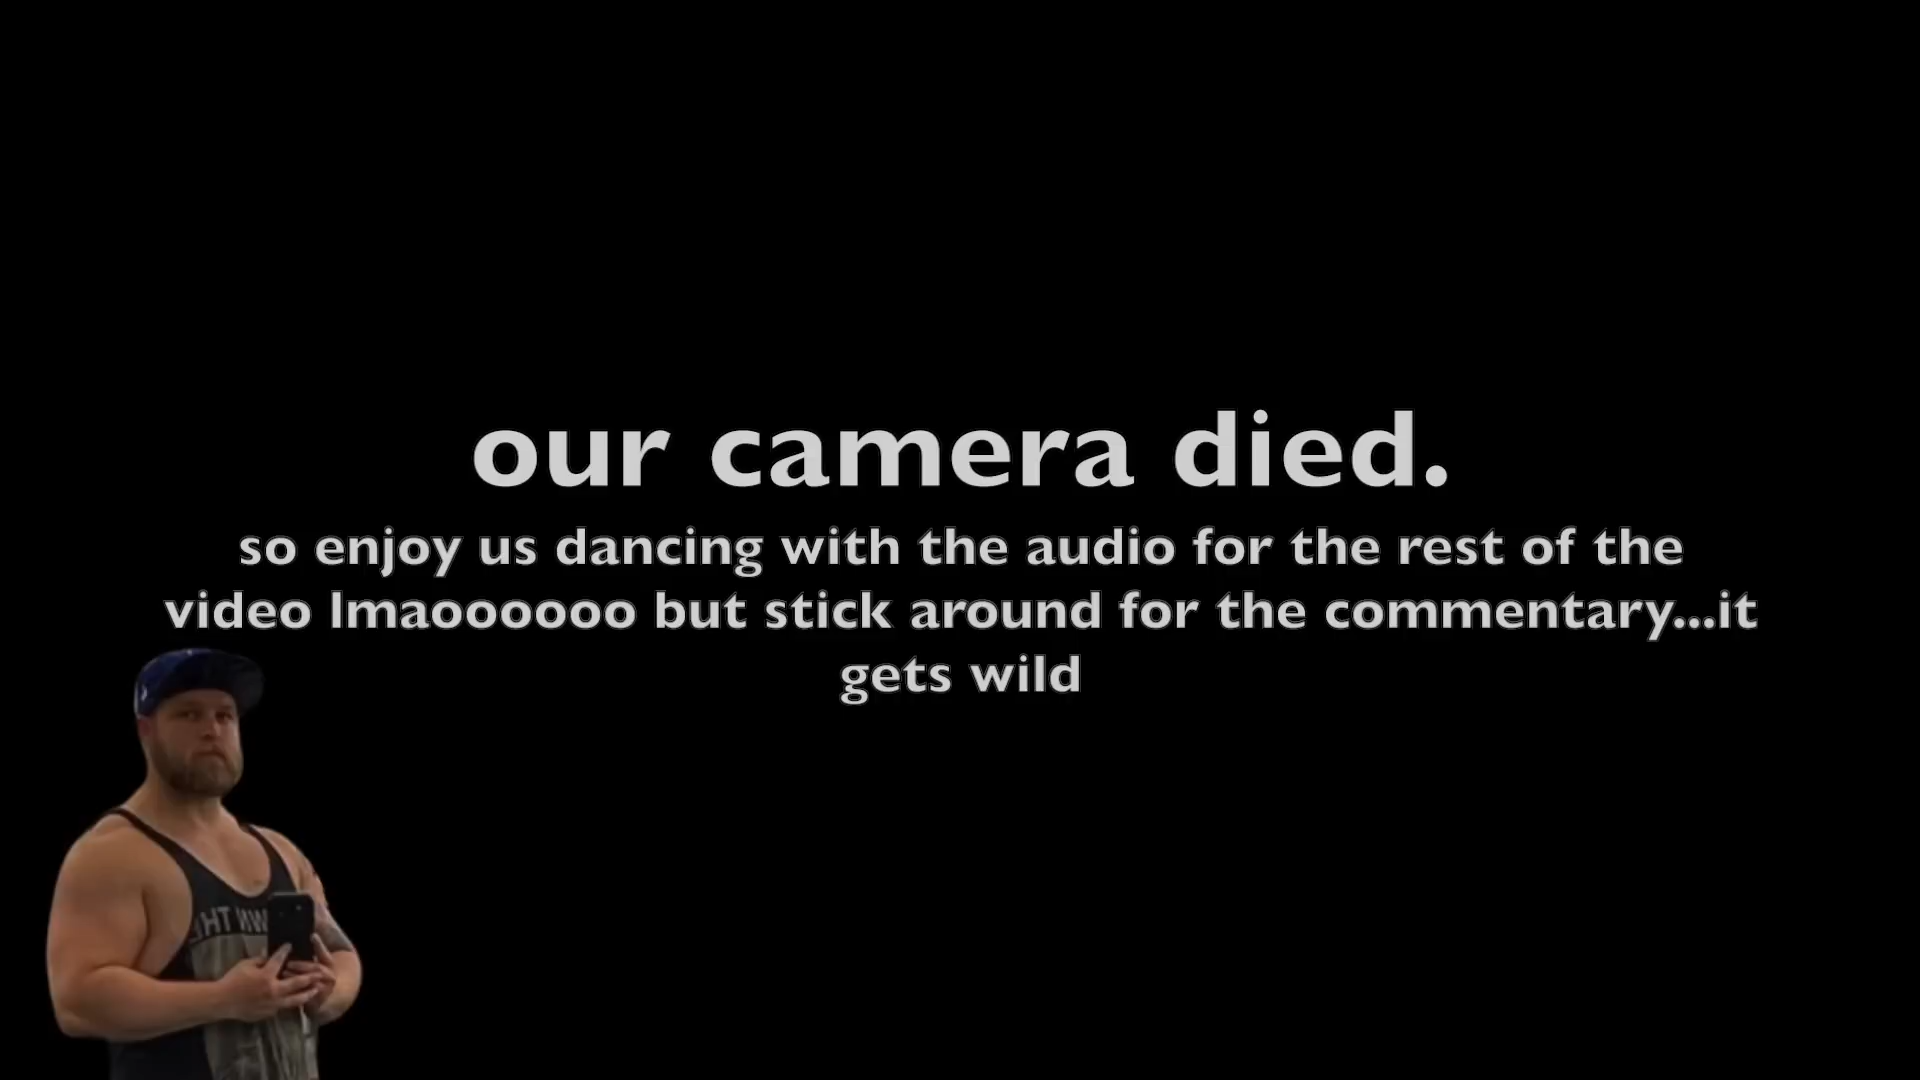 our camera died.
so enjoy us dancing with the audio for the rest of the
video lmaoooooo but stick around for the commentary...it
gets wild